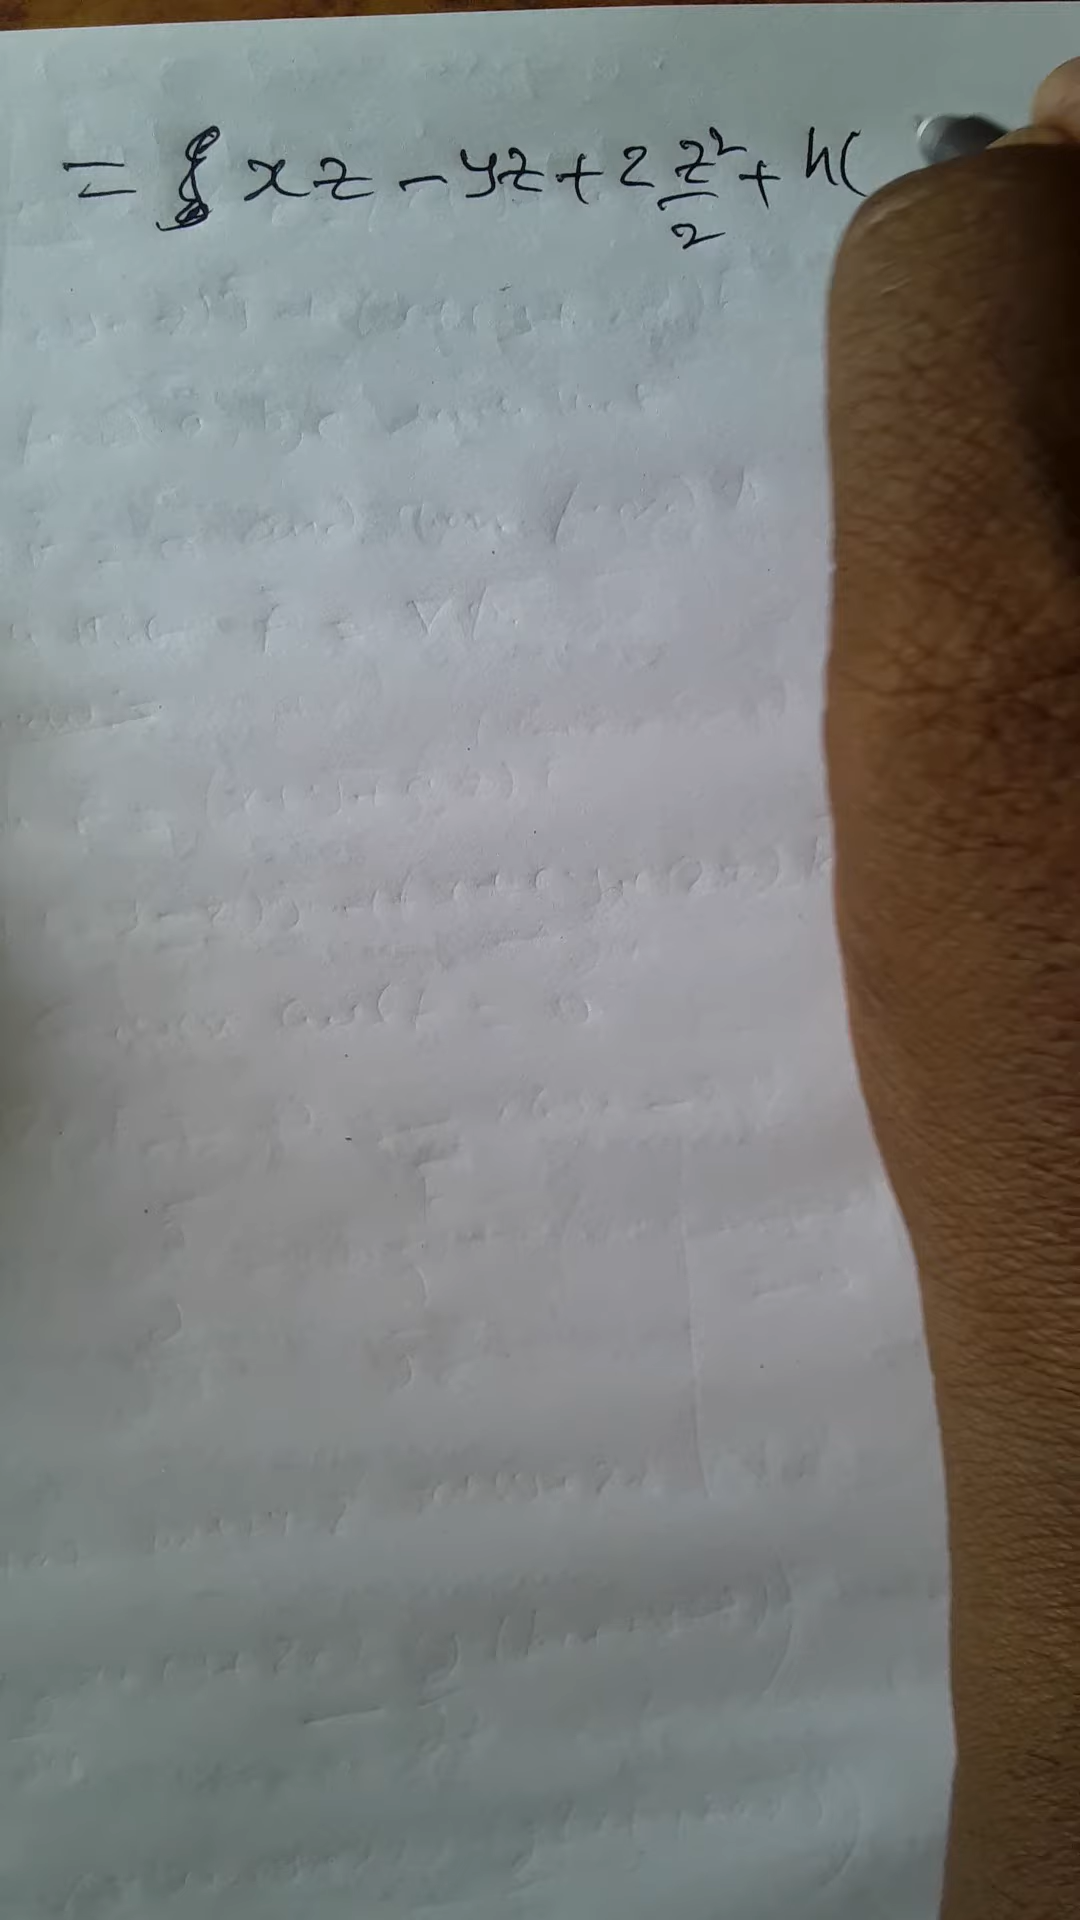 = xz - yz + 2 z²/2 + h(